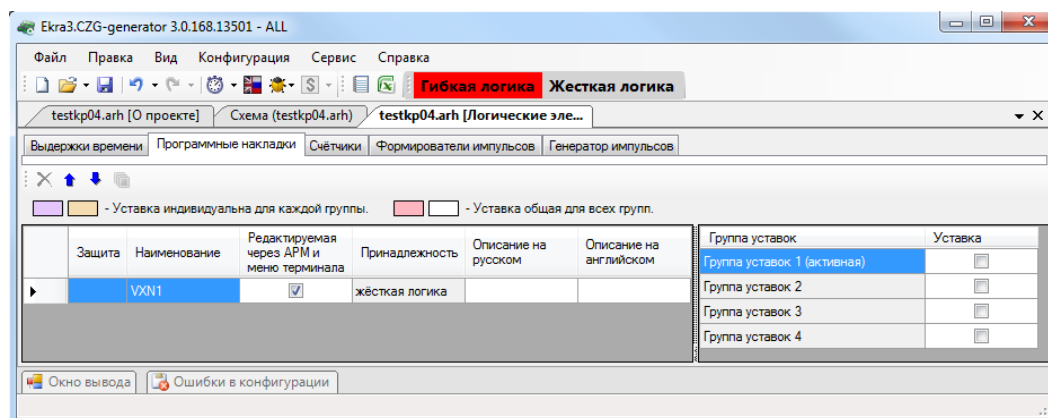 Ekra3.CZG-generator 3.0.168.13501 - ALL
Файл Правка Вид Конфигурация Сервис Справка
S Гибкая логика Жесткая логика
testkp04.arh [О проекте] Схема (testkp04.arh) testkp04.arh [Логические эле...
Выдержки времени Программные накладки Счётчики Формирователи импульсов Генератор импульсов
- Уставка индивидуальна для каждой группы. - Уставка общая для всех групп.
Защита Наименование Редактируемая через АРМ и меню терминала Принадлежность Описание на русском Описание на английском
VXN1 жёсткая логика
Группа уставок Уставка
Группа уставок 1 (активная)
Группа уставок 2
Группа уставок 3
Группа уставок 4
Окно вывода Ошибки в конфигурации